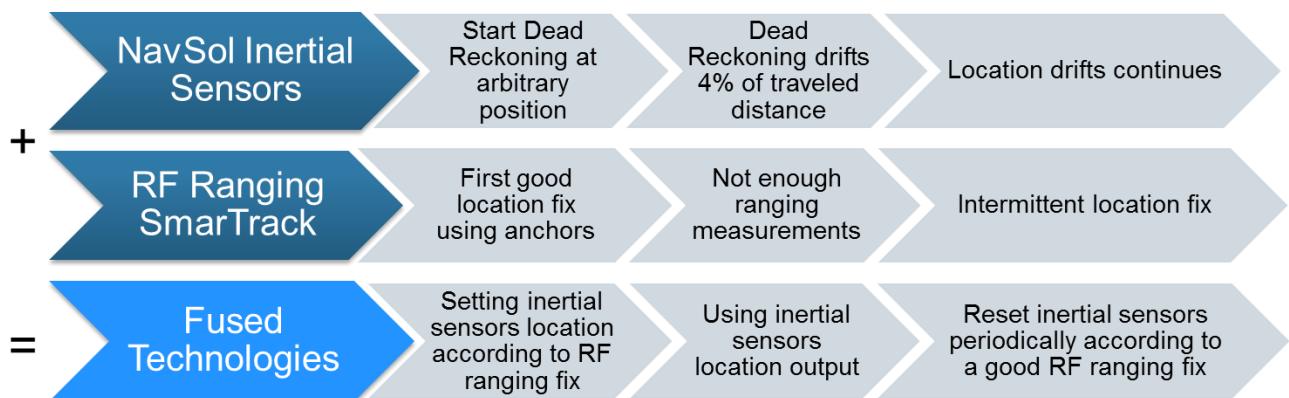 NavSol Inertial
Sensors
Start Dead
Reckoning at
arbitrary
position
Dead
Reckoning drifts
4% of traveled
distance
Location drifts continues
+
RF Ranging
SmarTrack
First good
location fix
using anchors
Not enough
ranging
measurements
Intermittent location fix
=
Fused
Technologies
Setting inertial
sensors location
according to RF
ranging fix
Using inertial
sensors
location output
Reset inertial sensors
periodically according to
a good RF ranging fix